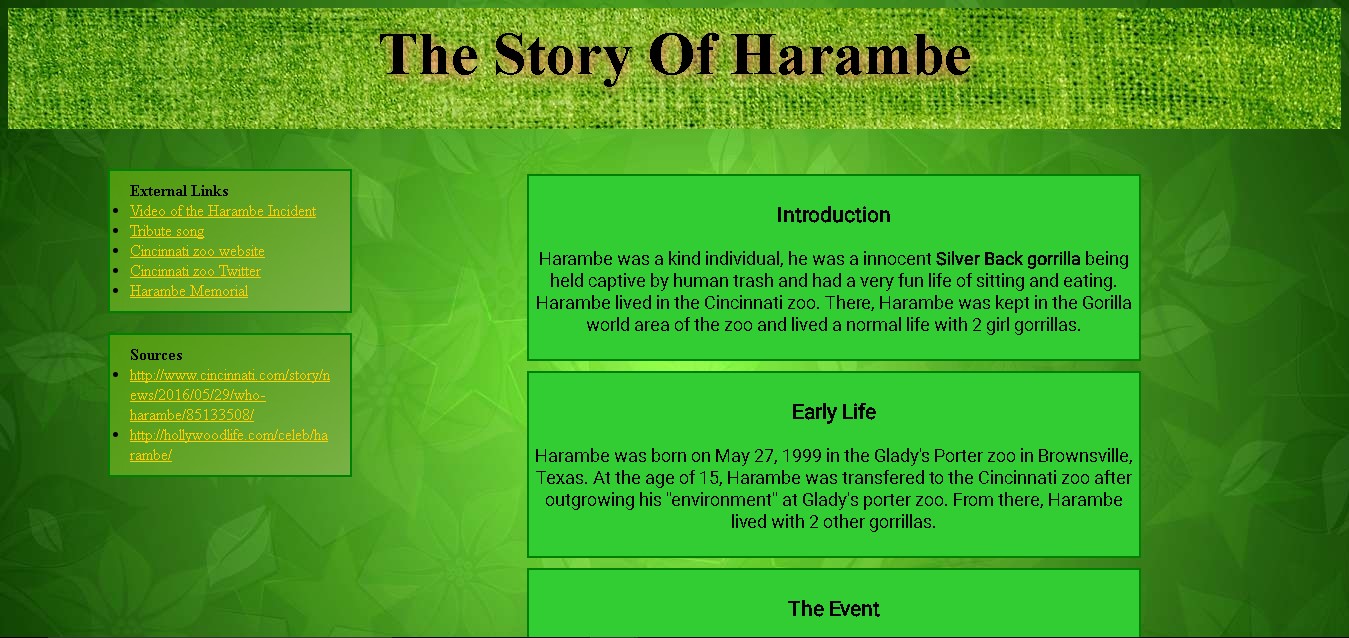 The Story Of Harambe
External Links
Video of the Harambe Incident
Tribute song
Cincinnati zoo website
Cincinnati zoo Twitter
Harambe Memorial
Sources
http://www.cincinnati.com/story/n
ews/2016/05/29/who-
harambe/85133508/
http://hollywoodlife.com/celeb/ha
rambe/
Introduction
Harambe was a kind individual, he was a innocent Silver Back gorrilla being
held captive by human trash and had a very fun life of sitting and eating.
Harambe lived in the Cincinnati zoo. There, Harambe was kept in the Gorilla
world area of the zoo and lived a normal life with 2 girl gorrillas.
Early Life
Harambe was born on May 27, 1999 in the Glady's Porter zoo in Brownsville,
Texas. At the age of 15, Harambe was transfered to the Cincinnati zoo after
outgrowing his "environment" at Glady's porter zoo. From there, Harambe
lived with 2 other gorrillas.
The Event